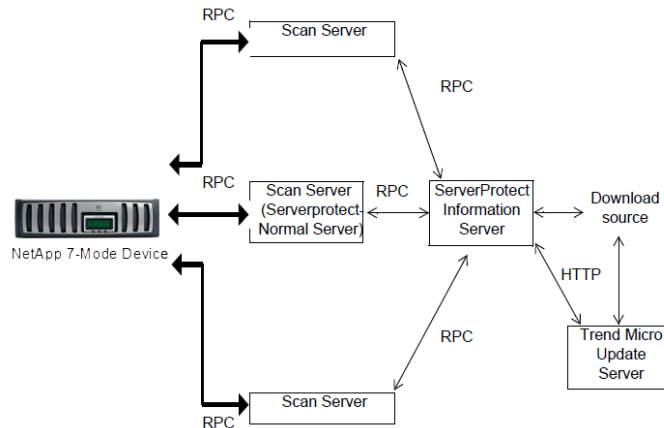 RPC
Scan Server
RPC
RPC
Scan Server
(Serverprotect-
Normal Server)
RPC
ServerProtect
Information
Server
Download
source
NetApp 7-Mode Device
HTTP
RPC
Trend Micro
Update
Server
Scan Server
RPC